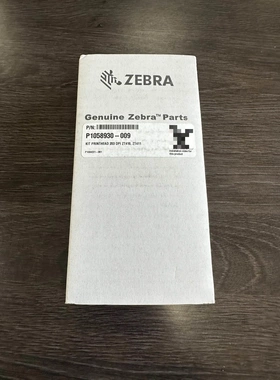 ZEBRA
Genuine Zebra™ Parts
P/N:
P1058930-009
KIT PRINTHEAD 203 DPI ZT410, ZT411